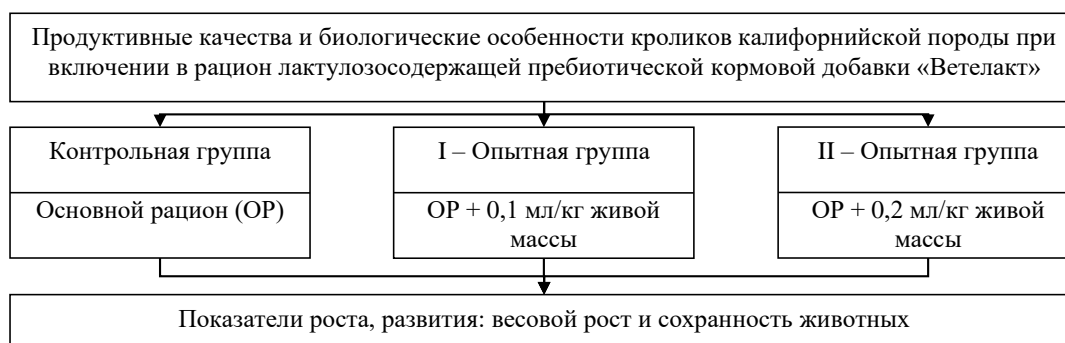 Продуктивные качества и биологические особенности кроликов калифорнийской породы при
включении в рацион лактулозосодержащей пребиотической кормовой добавки «Ветелакт»
Контрольная группа
Основной рацион (ОР)
I – Опытная группа
ОР + 0,1 мл/кг живой
массы
II – Опытная группа
ОР + 0,2 мл/кг живой
массы
Показатели роста, развития: весовой рост и сохранность животных